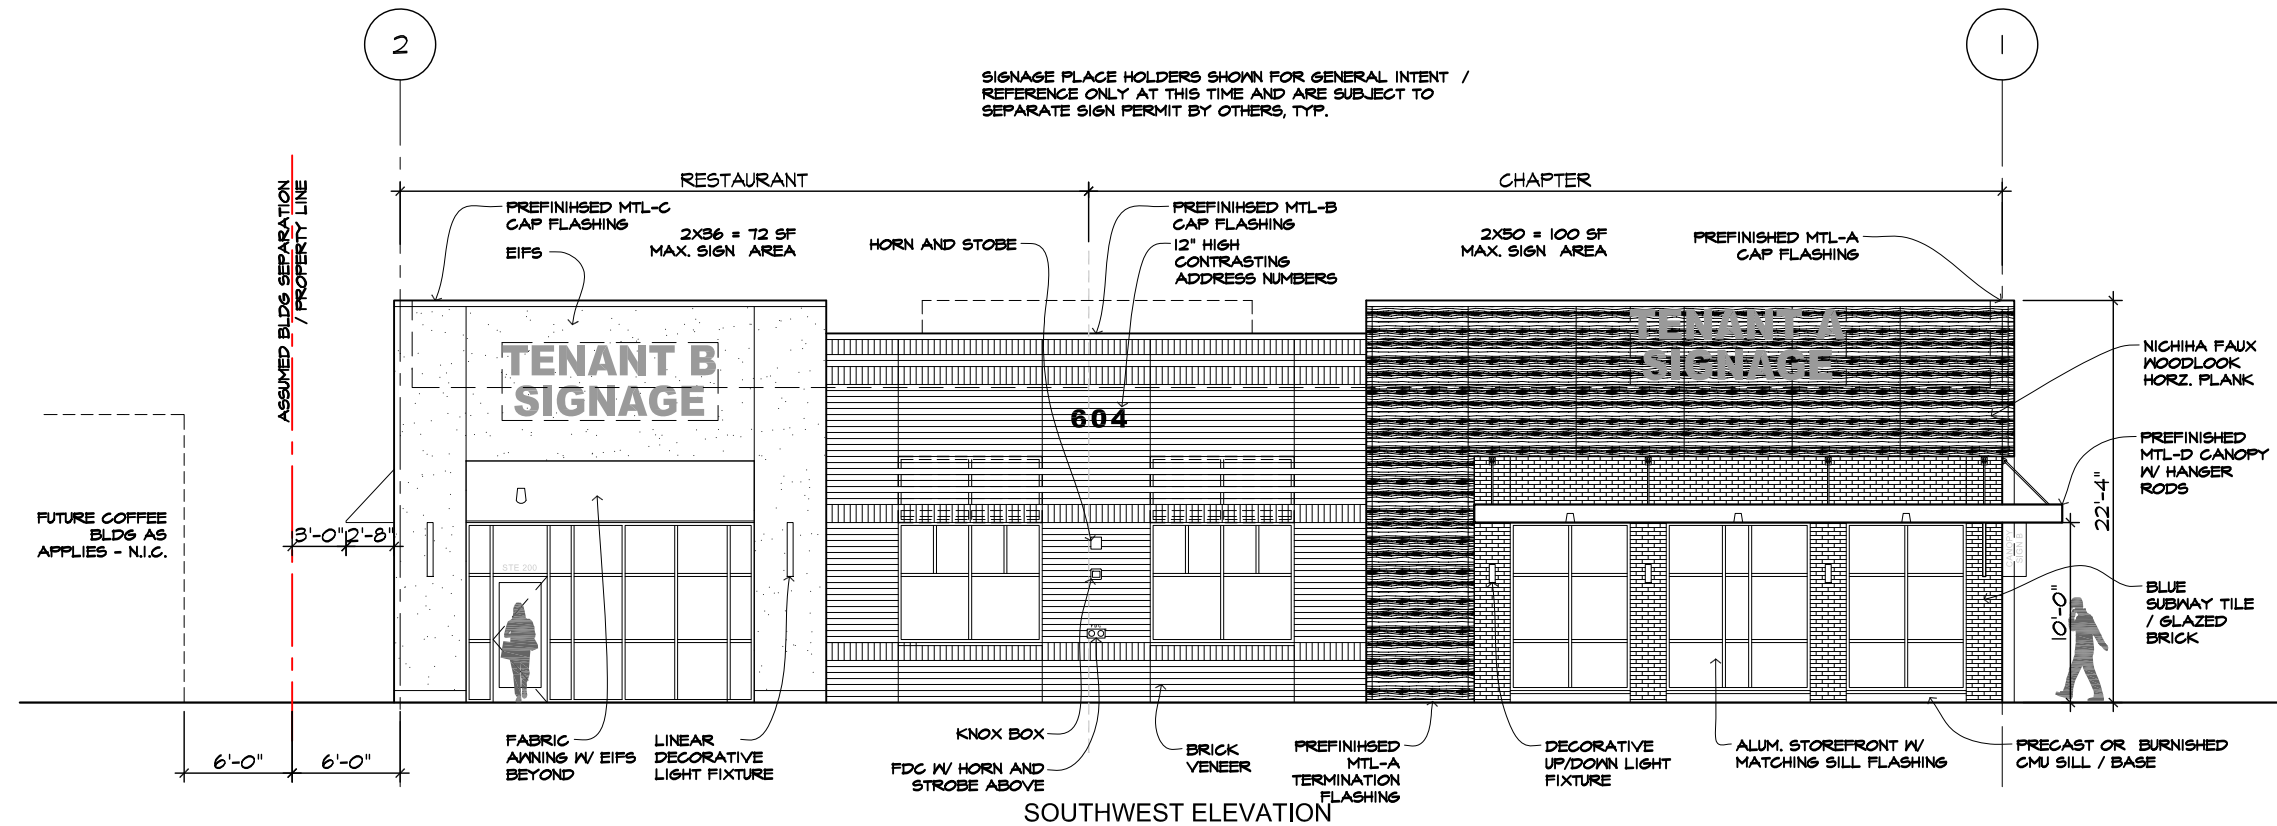 2
1
SIGNAGE PLACE HOLDERS SHOWN FOR GENERAL INTENT /
REFERENCE ONLY AT THIS TIME AND ARE SUBJECT TO
SEPARATE SIGN PERMIT BY OTHERS, TYP.
RESTAURANT
CHAPTER
ASSUMED BLDG SEPARATION
/ PROPERTY LINE
PREFINIHSED MTL-C
CAP FLASHING
EIFS
2X36 = 72 SF
MAX. SIGN AREA
HORN AND STOBE
PREFINIHSED MTL-B
CAP FLASHING
12" HIGH
CONTRASTING
ADDRESS NUMBERS
2X50 = 100 SF
MAX. SIGN AREA
PREFINISHED MTL-A
CAP FLASHING
TENANT B
SIGNAGE
604
TENANT A
SIGNAGE
NICHIHA FAUX
WOODLOOK
HORZ. PLANK
PREFINISHED
MTL-D CANOPY
W/ HANGER
RODS
22'-4"
FUTURE COFFEE
BLDG AS
APPLIES - N.I.C.
3'-0"
2'-8"
STE 200
FDC
CANOPY
SIGN B
10'-0"
BLUE
SUBWAY TILE
/ GLAZED
BRICK
6'-0"
6'-0"
FABRIC
AWNING W/ EIFS
BEYOND
LINEAR
DECORATIVE
LIGHT FIXTURE
KNOX BOX
FDC W/ HORN AND
STROBE ABOVE
BRICK
VENEER
PREFINIHSED
MTL-A
TERMINATION
FLASHING
DECORATIVE
UP/DOWN LIGHT
FIXTURE
ALUM. STOREFRONT W/
MATCHING SILL FLASHING
PRECAST OR BURNISHED
CMU SILL / BASE
SOUTHWEST ELEVATION